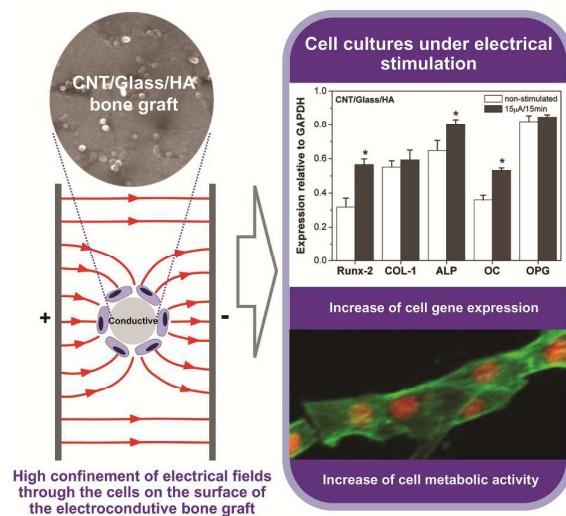 CNT/Glass/HA
bone graft
+
Conductive
-
High confinement of electrical fields
through the cells on the surface of
the electrocondutive bone graft
Cell cultures under electrical
stimulation
CNT/Glass/HA
non-stimulated
15µA/15min
Expression relative to GAPDH
1.0
0.8
0.6
0.4
0.2
0.0
*
*
*
Runx-2 COL-1 ALP OC OPG
Increase of cell gene expression
Increase of cell metabolic activity